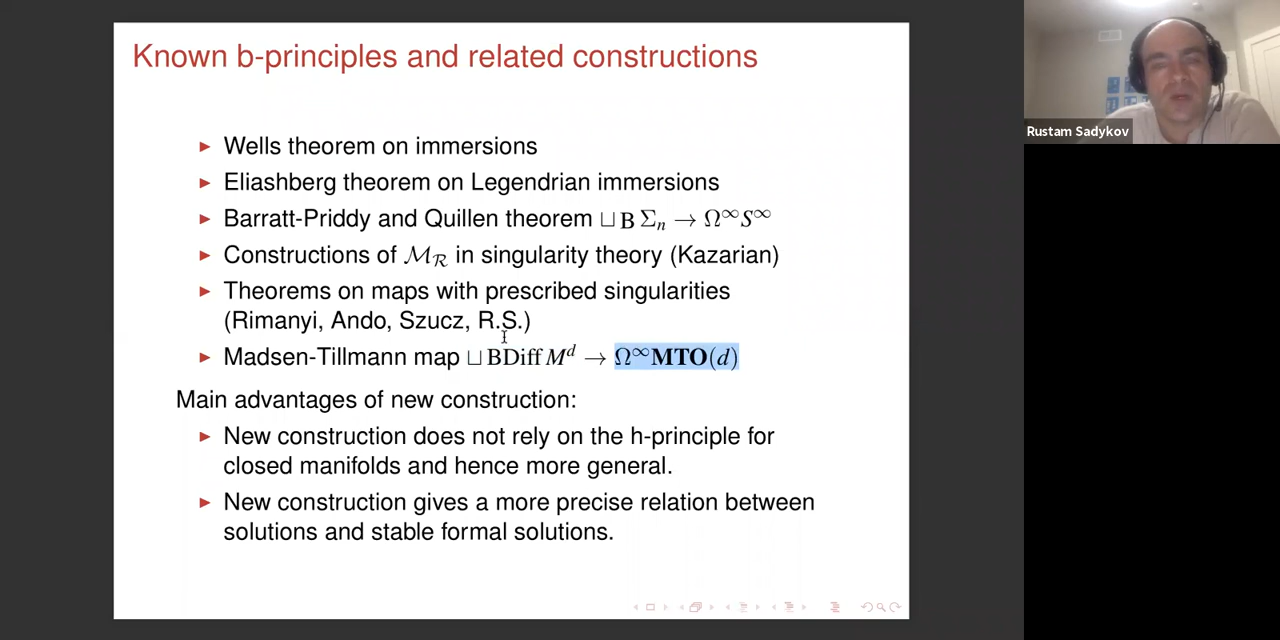 Known b-principles and related constructions
▶ Wells theorem on immersions
▶ Eliashberg theorem on Legendrian immersions
▶ Barratt-Priddy and Quillen theorem ⊔ B Σₙ → Ω^∞S^∞
▶ Constructions of ℳ_ℛ in singularity theory (Kazarian)
▶ Theorems on maps with prescribed singularities
(Rimanyi, Ando, Szucz, R.S.)
▶ Madsen-Tillmann map ⊔ BDiff M^d → Ω^∞MTO(d)
Main advantages of new construction:
▶ New construction does not rely on the h-principle for
closed manifolds and hence more general.
▶ New construction gives a more precise relation between
solutions and stable formal solutions.
Rustam Sadykov